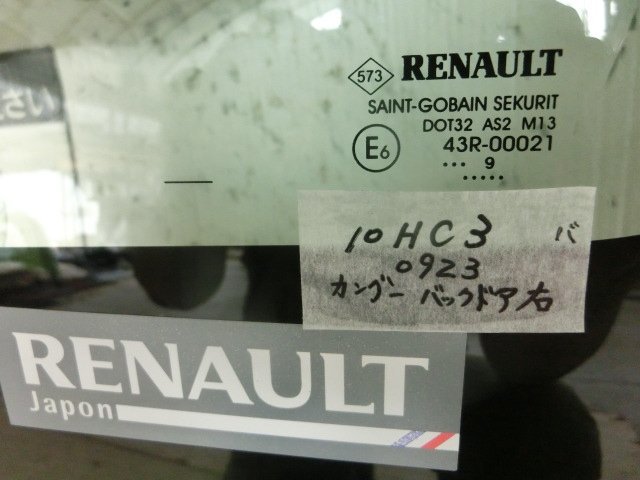 573 RENAULT
SAINT-GOBAIN SEKURIT
DOT32 AS2 M13
E6 43R-00021
... 9
.....
10HC3 バ
0923
カングー バックドア右
RENAULT
Japon